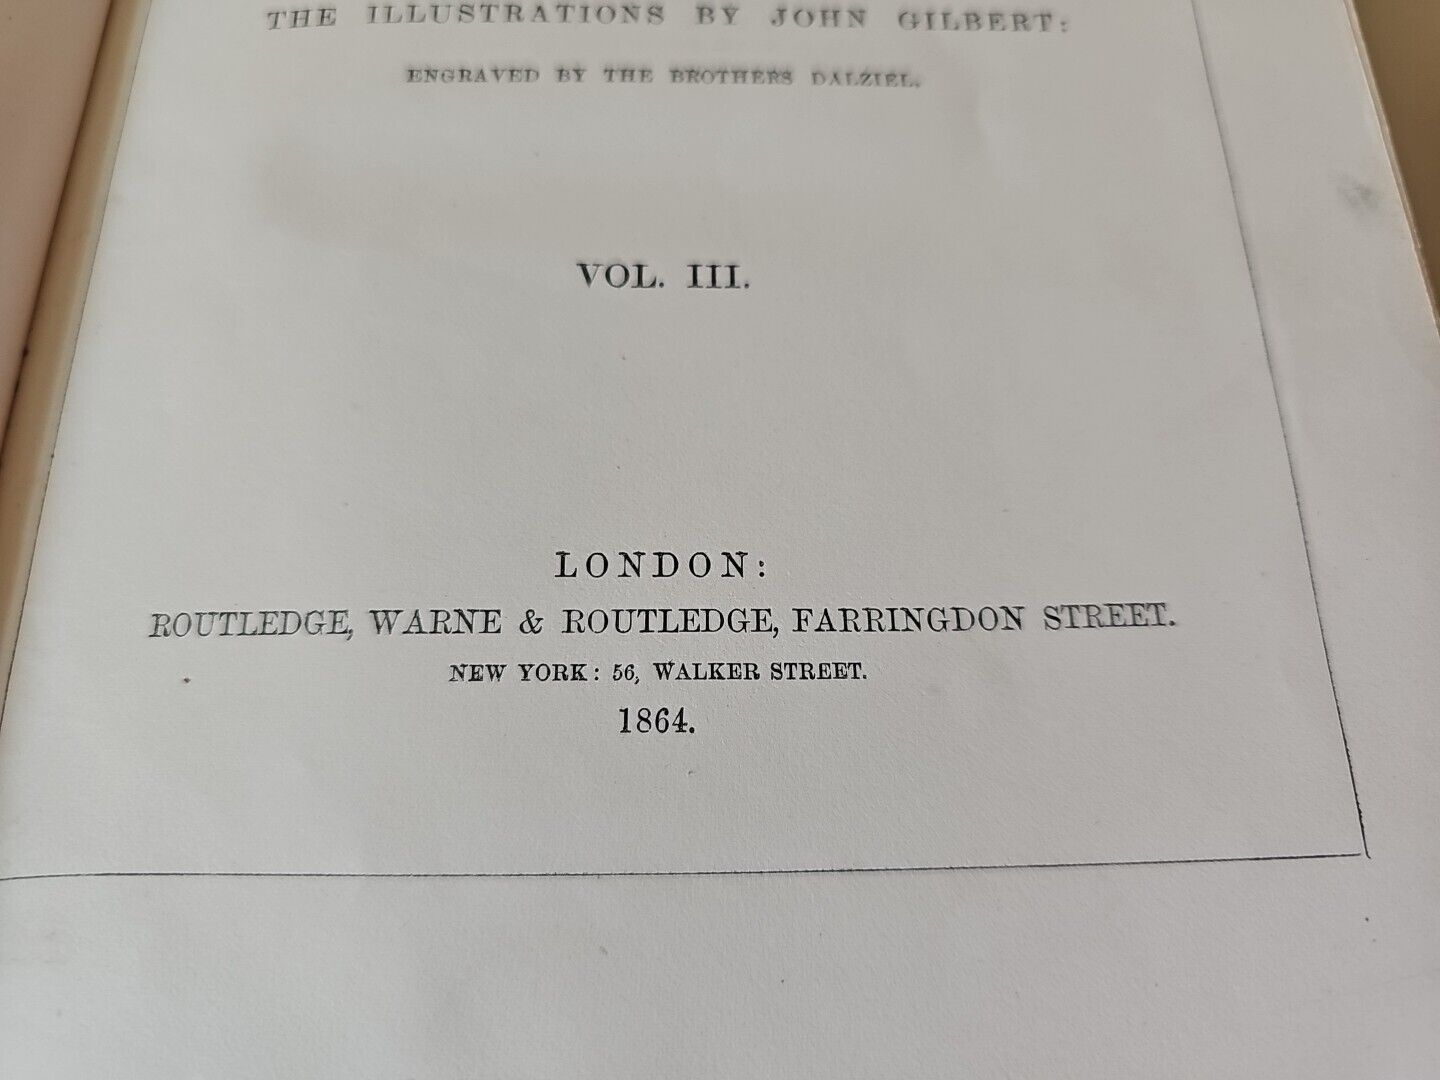 THE ILLUSTRATIONS BY JOHN GILBERT:
ENGRAVED BY THE BROTHERS DALZIEL.
VOL. III.
LONDON:
ROUTLEDGE, WARNE & ROUTLEDGE, FARRINGDON STREET.
NEW YORK: 56, WALKER STREET.
1864.